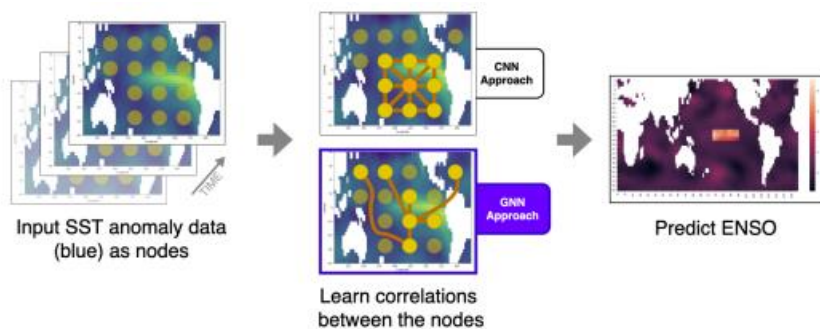 TIME
Input SST anomaly data
(blue) as nodes
CNN
Approach
GNN
Approach
Learn correlations
between the nodes
Predict ENSO